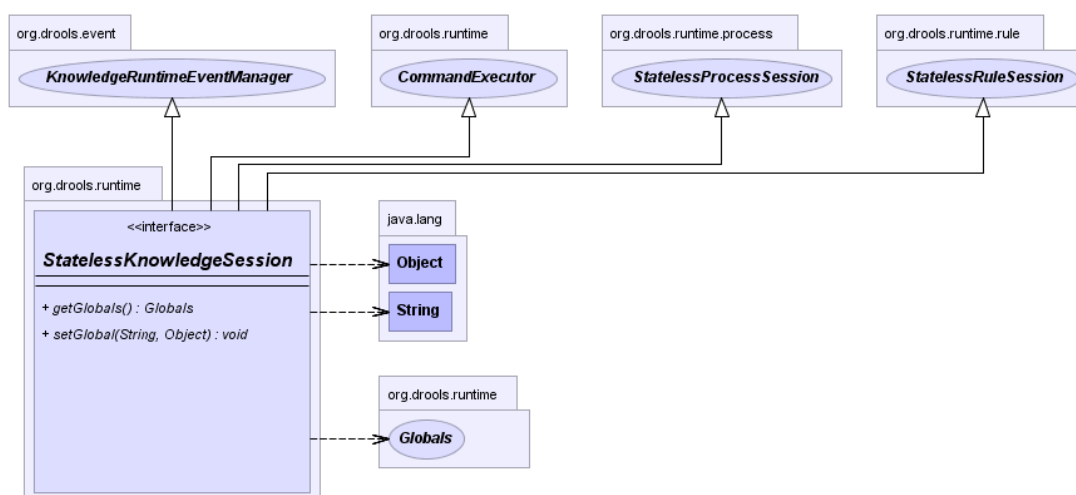 org.drools.event
KnowledgeRuntimeEventManager
org.drools.runtime
CommandExecutor
org.drools.runtime.process
StatelessProcessSession
org.drools.runtime.rule
StatelessRuleSession
org.drools.runtime
<<interface>>
StatelessKnowledgeSession
+ getGlobals() : Globals
+ setGlobal(String, Object) : void
java.lang
Object
String
org.drools.runtime
Globals